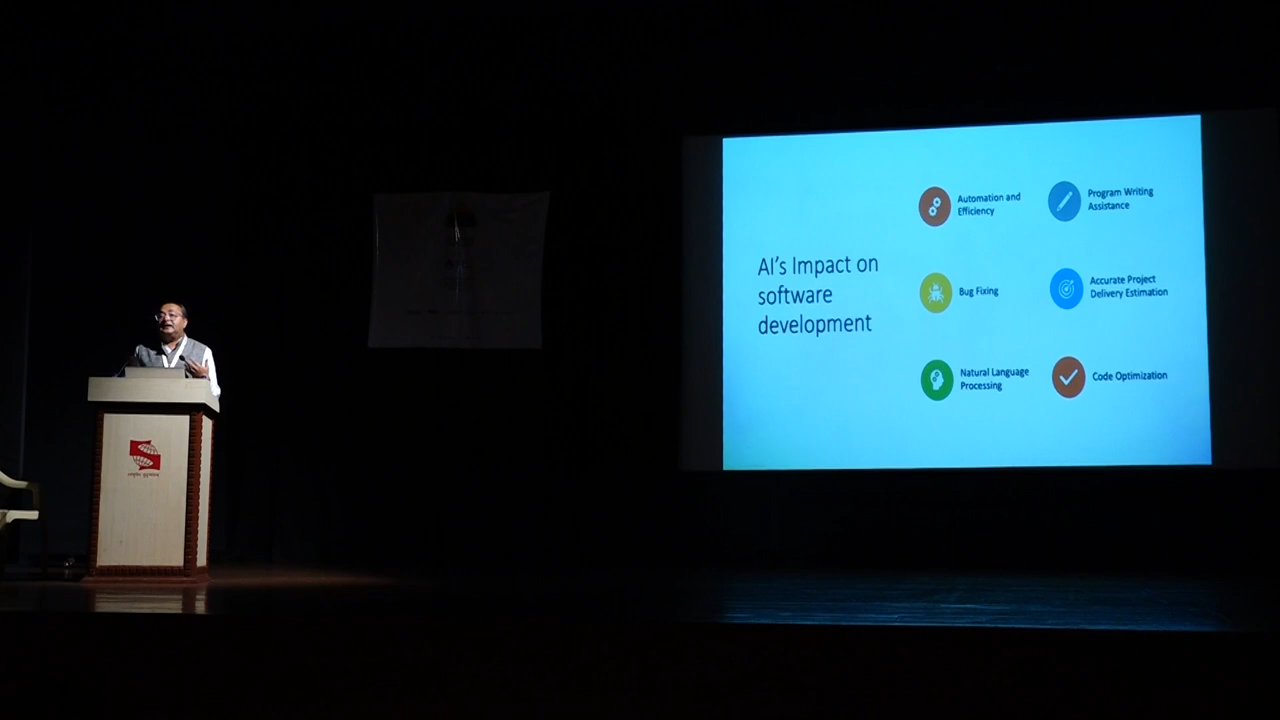 AI's Impact on
software
development
Automation and
Efficiency
Program Writing
Assistance
Bug Fixing
Accurate Project
Delivery Estimation
Natural Language
Processing
Code Optimization